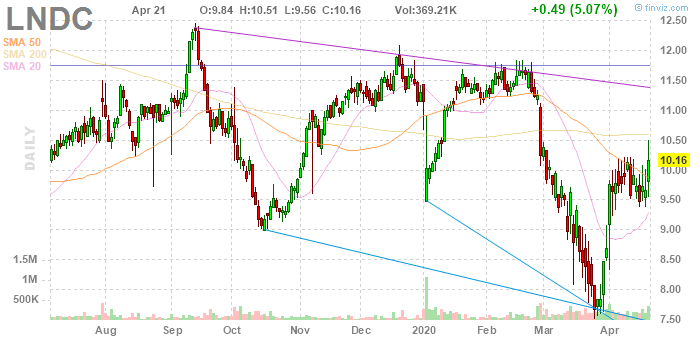 LNDC Apr 21 O:9.84 H:10.51 L:9.56 C:10.16 Vol:369.21K +0.49 (5.07%) © finviz.com
SMA 50
SMA 200
SMA 20
DAILY
12.50
12.00
11.50
11.00
10.50
10.16
10.00
9.50
9.00
8.50
8.00
7.50
1.5M
1M
500K
Aug Sep Oct Nov Dec 2020 Feb Mar Apr